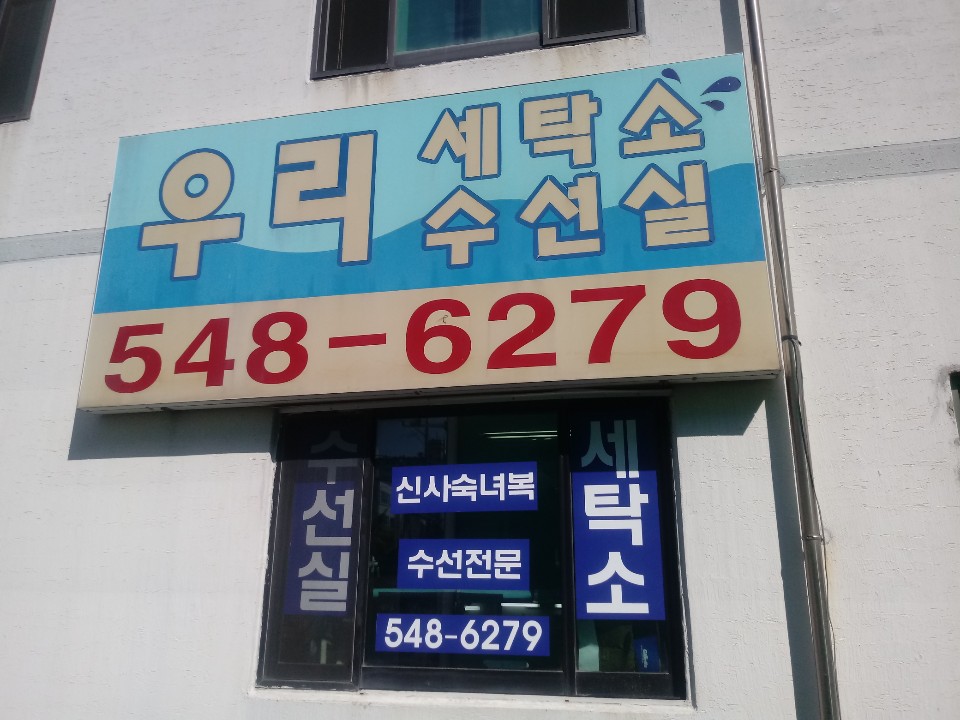 우리 세탁소
수선실
548-6279
수선실
신사숙녀복
수선전문
548-6279
세탁소